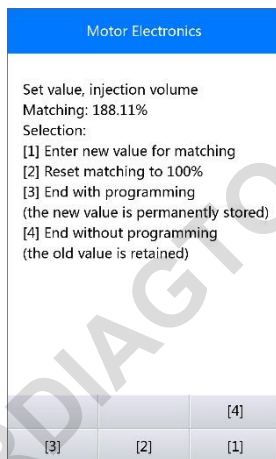 Motor Electronics
Set value, injection volume
Matching: 188.11%
Selection:
[1] Enter new value for matching
[2] Reset matching to 100%
[3] End with programming
(the new value is permanently stored)
[4] End without programming
(the old value is retained)
[4]
[3] [2] [1]
RDIAGTO